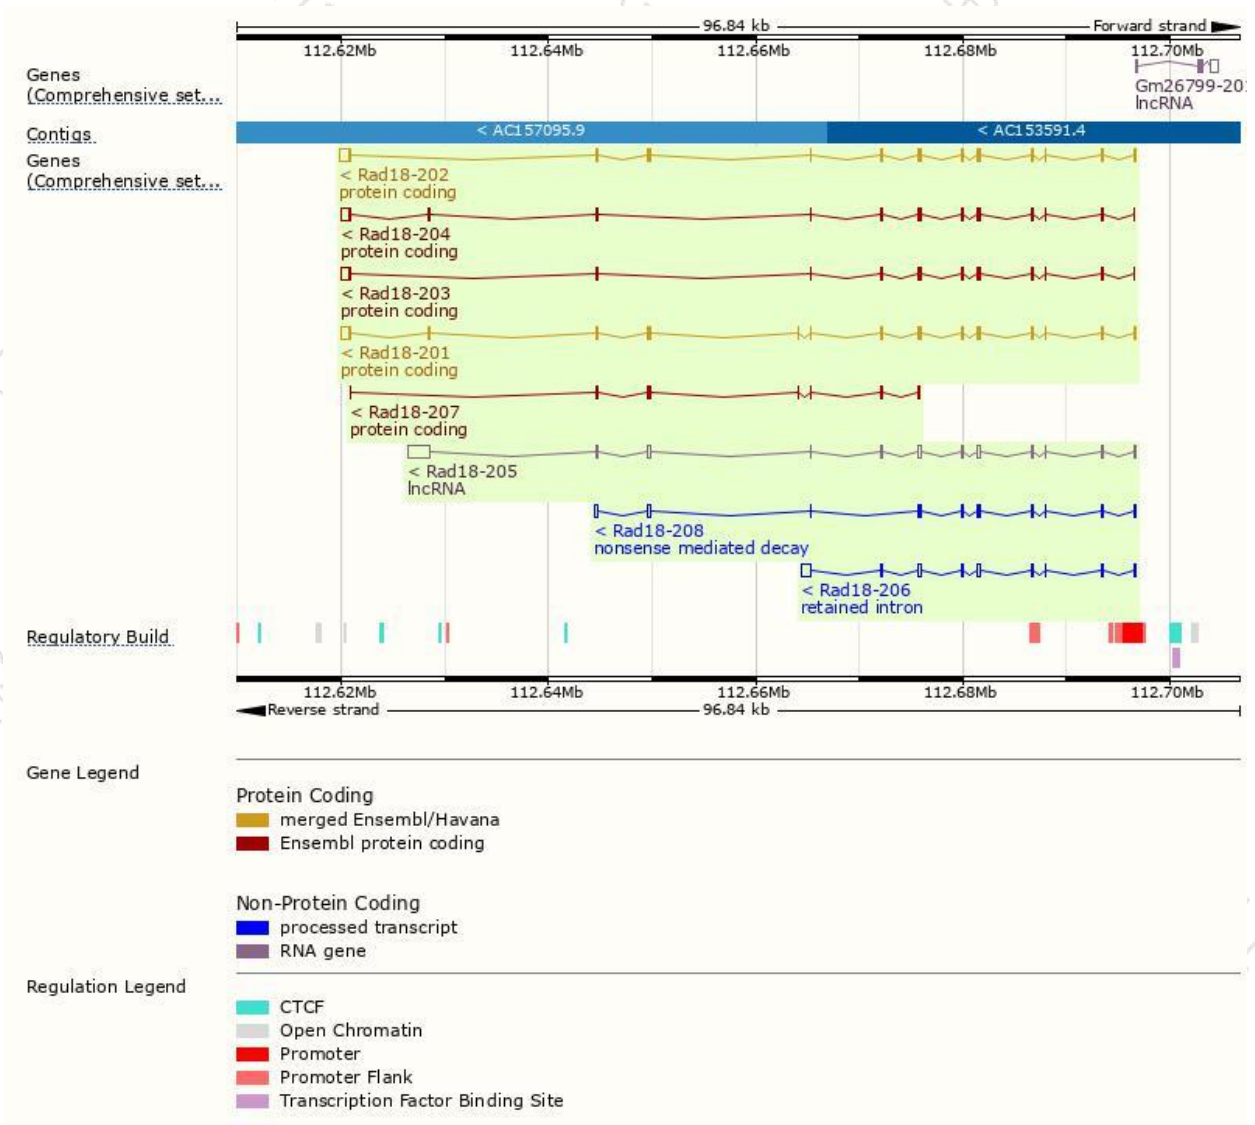 96.84 kb Forward strand
112.62Mb 112.64Mb 112.66Mb 112.68Mb 112.70Mb
Genes
(Comprehensive set...
Gm26799-20
lncRNA
Contigs
< AC157095.9 < AC153591.4
Genes
(Comprehensive set...
< Rad18-202
protein coding
< Rad18-204
protein coding
< Rad18-203
protein coding
< Rad18-201
protein coding
< Rad18-207
protein coding
< Rad18-205
lncRNA
< Rad18-208
nonsense mediated decay
< Rad18-206
retained intron
Regulatory Build
112.62Mb 112.64Mb 112.66Mb 112.68Mb 112.70Mb
Reverse strand 96.84 kb
Gene Legend
Protein Coding
merged Ensembl/Havana
Ensembl protein coding
Non-Protein Coding
processed transcript
RNA gene
Regulation Legend
CTCF
Open Chromatin
Promoter
Promoter Flank
Transcription Factor Binding Site